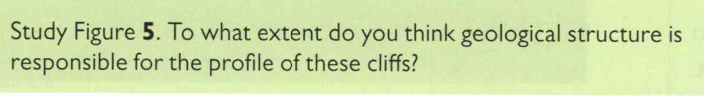 Study Figure 5. To what extent do you think geological structure is
responsible for the profile of these cliffs?